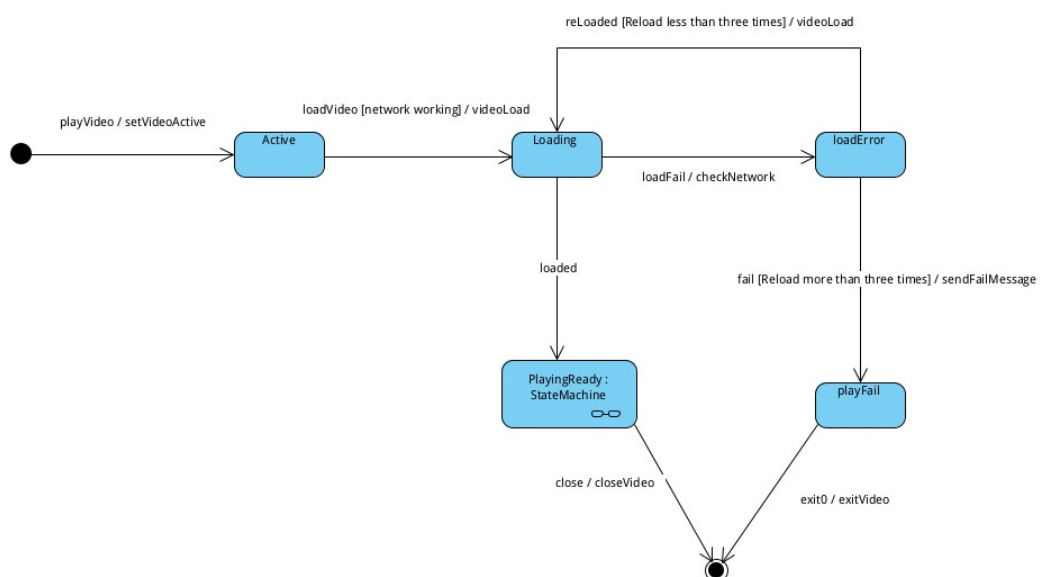 reLoaded [Reload less than three times] / videoLoad
loadVideo [network working] / videoLoad
playVideo / setVideoActive
Active
Loading
loadError
loadFail / checkNetwork
loaded
fail [Reload more than three times] / sendFailMessage
PlayingReady :
StateMachine
playFail
close / closeVideo
exit0 / exitVideo